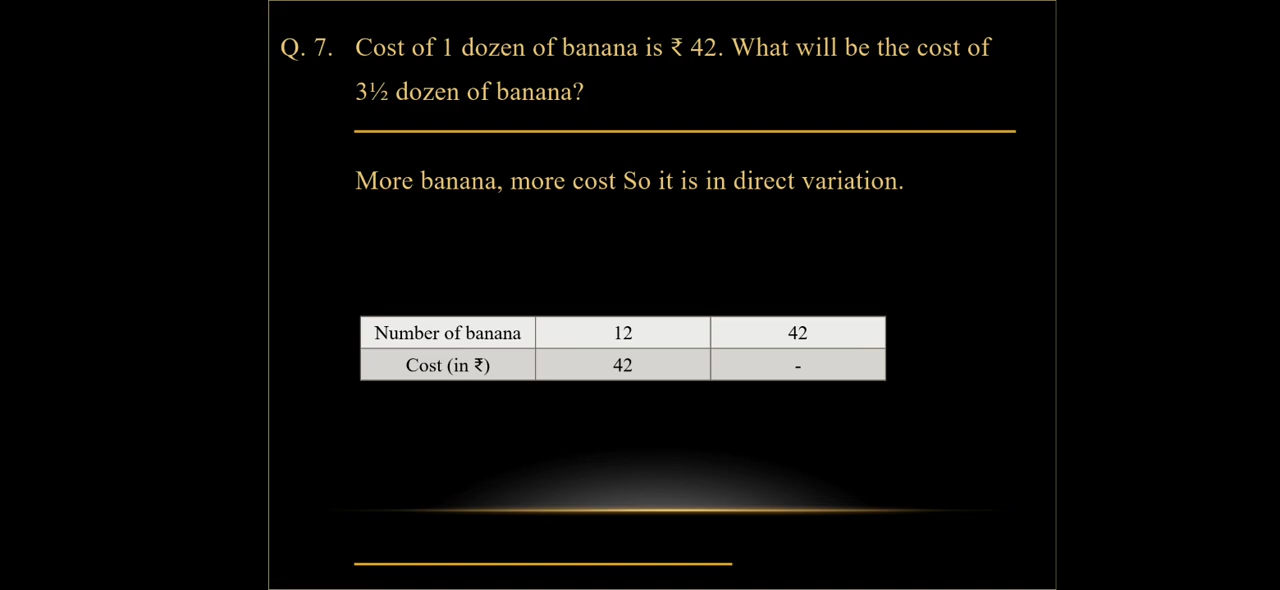 Q. 7. Cost of 1 dozen of banana is ₹ 42. What will be the cost of
3½ dozen of banana?
More banana, more cost So it is in direct variation.
Number of banana 12 42
Cost (in ₹) 42 -